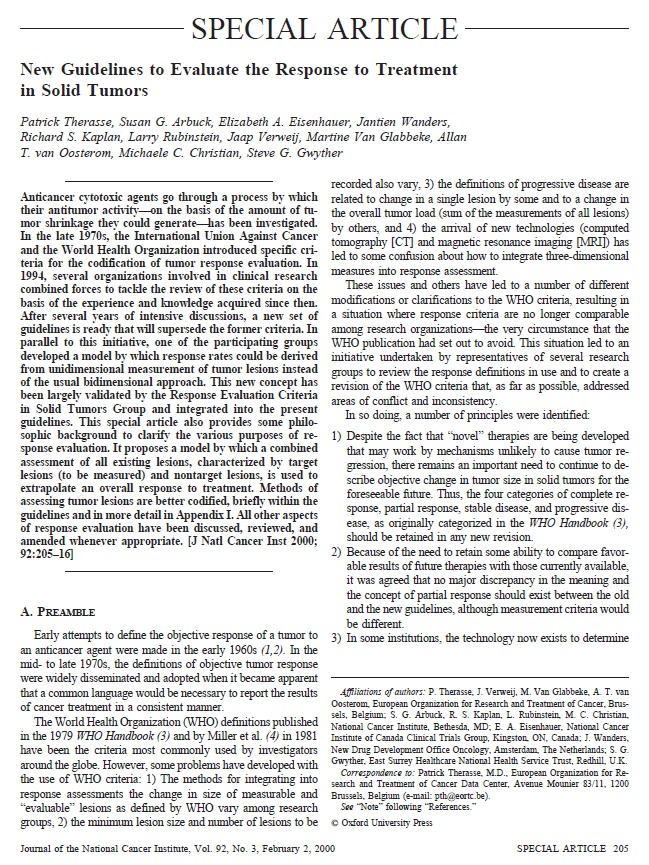 SPECIAL ARTICLE
New Guidelines to Evaluate the Response to Treatment
in Solid Tumors
Patrick Therasse, Susan G. Arbuck, Elizabeth A. Eisenhauer, Jantien Wanders,
Richard S. Kaplan, Larry Rubinstein, Jaap Verweij, Martine Van Glabbeke, Allan
T. van Oosterom, Michaele C. Christian, Steve G. Gwyther
Anticancer cytotoxic agents go through a process by which
their antitumor activity—on the basis of the amount of tu-
mor shrinkage they could generate—has been investigated.
In the late 1970s, the International Union Against Cancer
and the World Health Organization introduced specific cri-
teria for the codification of tumor response evaluation. In
1994, several organizations involved in clinical research
combined forces to tackle the review of these criteria on the
basis of the experience and knowledge acquired since then.
After several years of intensive discussions, a new set of
guidelines is ready that will supersede the former criteria. In
parallel to this initiative, one of the participating groups
developed a model by which response rates could be derived
from unidimensional measurement of tumor lesions instead
of the usual bidimensional approach. This new concept has
been largely validated by the Response Evaluation Criteria
in Solid Tumors Group and integrated into the present
guidelines. This special article also provides some philo-
sophic background to clarify the various purposes of re-
sponse evaluation. It proposes a model by which a combined
assessment of all existing lesions, characterized by target
lesions (to be measured) and nontarget lesions, is used to
extrapolate an overall response to treatment. Methods of
assessing tumor lesions are better codified, briefly within the
guidelines and in more detail in Appendix I. All other aspects
of response evaluation have been discussed, reviewed, and
amended whenever appropriate. [J Natl Cancer Inst 2000;
92:205–16]
A. PREAMBLE
Early attempts to define the objective response of a tumor to
an anticancer agent were made in the early 1960s (1,2). In the
mid- to late 1970s, the definitions of objective tumor response
were widely disseminated and adopted when it became apparent
that a common language would be necessary to report the results
of cancer treatment in a consistent manner.
The World Health Organization (WHO) definitions published
in the 1979 WHO Handbook (3) and by Miller et al. (4) in 1981
have been the criteria most commonly used by investigators
around the globe. However, some problems have developed with
the use of WHO criteria: 1) The methods for integrating into
response assessments the change in size of measurable and
“evaluable” lesions as defined by WHO vary among research
groups, 2) the minimum lesion size and number of lesions to be
recorded also vary, 3) the definitions of progressive disease are
related to change in a single lesion by some and to a change in
the overall tumor load (sum of the measurements of all lesions)
by others, and 4) the arrival of new technologies (computed
tomography [CT] and magnetic resonance imaging [MRI]) has
led to some confusion about how to integrate three-dimensional
measures into response assessment.
These issues and others have led to a number of different
modifications or clarifications to the WHO criteria, resulting in
a situation where response criteria are no longer comparable
among research organizations—the very circumstance that the
WHO publication had set out to avoid. This situation led to an
initiative undertaken by representatives of several research
groups to review the response definitions in use and to create a
revision of the WHO criteria that, as far as possible, addressed
areas of conflict and inconsistency.
In so doing, a number of principles were identified:
1) Despite the fact that “novel” therapies are being developed
that may work by mechanisms unlikely to cause tumor re-
gression, there remains an important need to continue to de-
scribe objective change in tumor size in solid tumors for the
foreseeable future. Thus, the four categories of complete re-
sponse, partial response, stable disease, and progressive dis-
ease, as originally categorized in the WHO Handbook (3),
should be retained in any new revision.
2) Because of the need to retain some ability to compare favor-
able results of future therapies with those currently available,
it was agreed that no major discrepancy in the meaning and
the concept of partial response should exist between the old
and the new guidelines, although measurement criteria would
be different.
3) In some institutions, the technology now exists to determine
Affiliations of authors: P. Therasse, J. Verweij, M. Van Glabbeke, A. T. van
Oosterom, European Organization for Research and Treatment of Cancer, Brus-
sels, Belgium; S. G. Arbuck, R. S. Kaplan, L. Rubinstein, M. C. Christian,
National Cancer Institute, Bethesda, MD; E. A. Eisenhauer, National Cancer
Institute of Canada Clinical Trials Group, Kingston, ON, Canada; J. Wanders,
New Drug Development Office Oncology, Amsterdam, The Netherlands; S. G.
Gwyther, East Surrey Healthcare National Health Service Trust, Redhill, U.K.
Correspondence to: Patrick Therasse, M.D., European Organization for Re-
search and Treatment of Cancer Data Center, Avenue Mounier 83/11, 1200
Brussels, Belgium (e-mail: pth@eortc.be).
See “Note” following “References.”
© Oxford University Press
Journal of the National Cancer Institute, Vol. 92, No. 3, February 2, 2000
SPECIAL ARTICLE 205